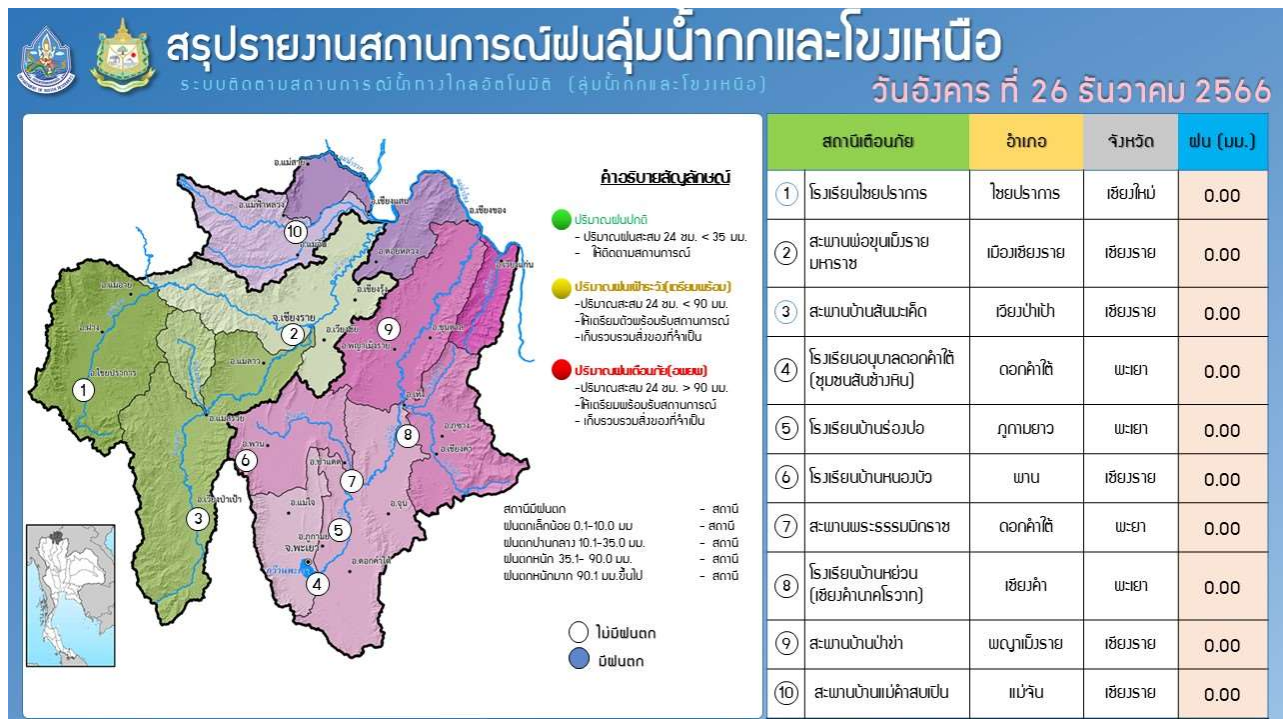 สรุปรายงานสถานการณ์ฝนลุ่มน้ำกกและโขงเหนือ
ระบบติดตามสถานการณ์น้ำทางไกลอัตโนมัติ (ลุ่มน้ำกกและโขงเหนือ)
วันอังคาร ที่ 26 ธันวาคม 2566
คำอธิบายสัญลักษณ์
ปริมาณฝนปกติ
- ปริมาณฝนสะสม 24 ชม. < 35 มม.
- ให้ติดตามสถานการณ์
ปริมาณฝนเฝ้าระวัง(เตรียมพร้อม)
-ปริมาณสะสม 24 ชม. < 90 มม.
-ให้เตรียมตัวพร้อมรับสถานการณ์
-เก็บรวบรวมสิ่งของที่จำเป็น
ปริมาณฝนเตือนภัย(อพยพ)
-ปริมาณสะสม 24 ชม. > 90 มม.
-ให้เตรียมพร้อมรับสถานการณ์
- เก็บรวบรวมสิ่งของที่จำเป็น
อ.แม่สาย
อ.เชียงแสน
อ.แม่ฟ้าหลวง
อ.เชียงของ
10
อ.ดอยหลวง
อ.เวียงแก่น
อ.แม่อาย
อ.เชียงรุ้ง
จ.เชียงราย
2
9
อ.ขุนตาล
อ.ฝาง
อ.เวียงชัย
อ.พญาเม็งราย
อ.แม่ลาว
อ.ไชยปราการ
1
อ.เทิง
อ.แม่สรวย
8
อ.ภูซาง
อ.พาน
อ.เชียงคำ
6
อ.ป่าแดด
7
อ.เวียงป่าเป้า
3
อ.แม่ใจ
อ.จุน
5
อ.ภูกามยาว
จ.พะเยา
กว๊านพะเยา
อ.ดอกคำใต้
4
สถานีมีฝนตก - สถานี
ฝนตกเล็กน้อย 0.1-10.0 มม - สถานี
ฝนตกปานกลาง 10.1-35.0 มม. - สถานี
ฝนตกหนัก 35.1- 90.0 มม. - สถานี
ฝนตกหนักมาก 90.1 มม.ขึ้นไป - สถานี
ไม่มีฝนตก
มีฝนตก
สถานีเตือนภัย อำเภอ จังหวัด ฝน (มม.)
1 โรงเรียนไชยปราการ ไชยปราการ เชียงใหม่ 0.00
2 สะพานพ่อขุนเม็งราย
มหาราช เมืองเชียงราย เชียงราย 0.00
3 สะพานบ้านสันมะเค็ด เวียงป่าเป้า เชียงราย 0.00
4 โรงเรียนอนุบาลดอกคำใต้
(ชุมชนสันช้างหิน) ดอกคำใต้ พะเยา 0.00
5 โรงเรียนบ้านร่องปอ ภูกามยาว พะเยา 0.00
6 โรงเรียนบ้านหนองบัว พาน เชียงราย 0.00
7 สะพานพระธรรมมิกราช ดอกคำใต้ พะยา 0.00
8 โรงเรียนบ้านหย่วน
(เชียงคำนาคโรวาท) เชียงคำ พะเยา 0.00
9 สะพานบ้านป่าข่า พญาเม็งราย เชียงราย 0.00
10 สะพานบ้านแม่คำสบเปิน แม่จัน เชียงราย 0.00